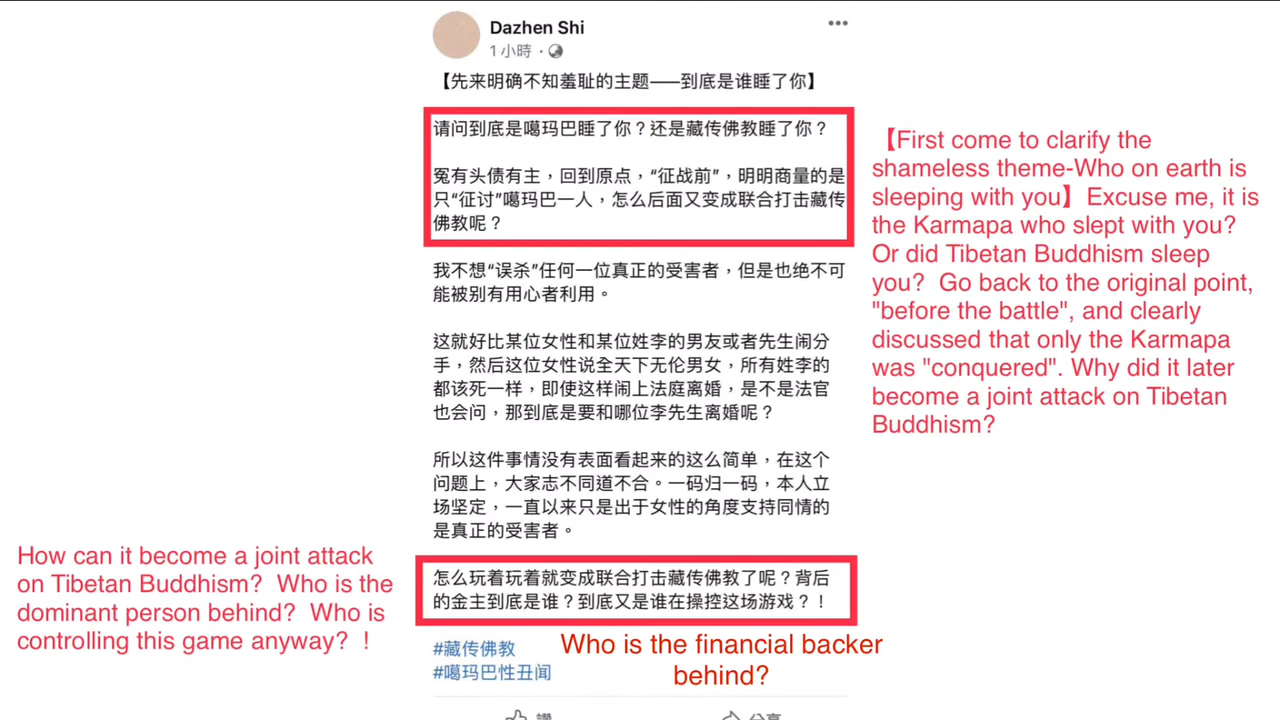 Dazhen Shi
1 小時 ·
【先来明确不知羞耻的主题——到底是谁睡了你】
请问到底是噶玛巴睡了你？还是藏传佛教睡了你？
冤有头债有主，回到原点，“征战前”，明明商量的是
只“征讨”噶玛巴一人，怎么后面又变成联合打击藏传
佛教呢？
我不想“误杀”任何一位真正的受害者，但是也绝不可
能被别有用心者利用。
这就好比某位女性和某位姓李的男友或者先生闹分
手，然后这位女性说全天下无伦男女，所有姓李的
都该死一样，即使这样闹上法庭离婚，是不是法官
也会问，那到底是要和哪位李先生离婚呢？
所以这件事情没有表面看起来的这么简单，在这个
问题上，大家志不同道不合。一码归一码，本人立
场坚定，一直以来只是出于女性的角度支持同情的
是真正的受害者。
怎么玩着玩着就变成联合打击藏传佛教了呢？背后
的金主到底是谁？到底又是谁在操控这场游戏？！
#藏传佛教
#噶玛巴性丑闻
讚
分享
【First come to clarify the
shameless theme-Who on earth is
sleeping with you】Excuse me, it is
the Karmapa who slept with you?
Or did Tibetan Buddhism sleep
you? Go back to the original point,
"before the battle", and clearly
discussed that only the Karmapa
was "conquered". Why did it later
become a joint attack on Tibetan
Buddhism?
How can it become a joint attack
on Tibetan Buddhism? Who is the
dominant person behind? Who is
controlling this game anyway? ！
Who is the financial backer
behind?